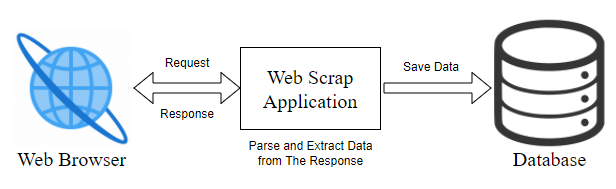 Request
Response
Web Browser
Web Scrap
Application
Parse and Extract Data
from The Response
Save Data
Database